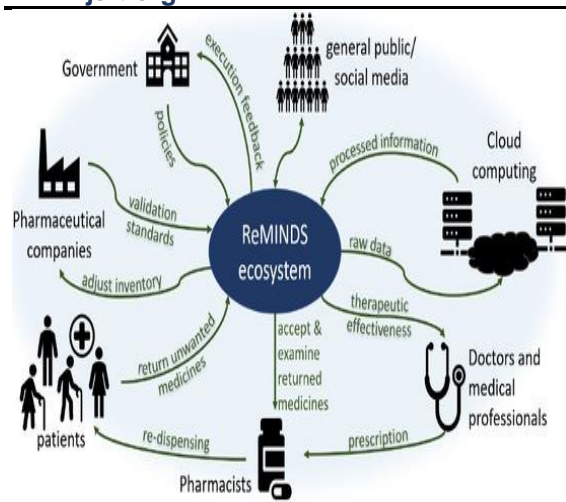 Government
execution feedback
general public/
social media
policies
processed information
Cloud
computing
Pharmaceutical
companies
validation
standards
ReMINDS
ecosystem
raw data
adjust inventory
therapeutic
effectiveness
accept &
examine
returned
medicines
return unwanted
medicines
Doctors and
medical
professionals
patients
re-dispensing
prescription
Pharmacists